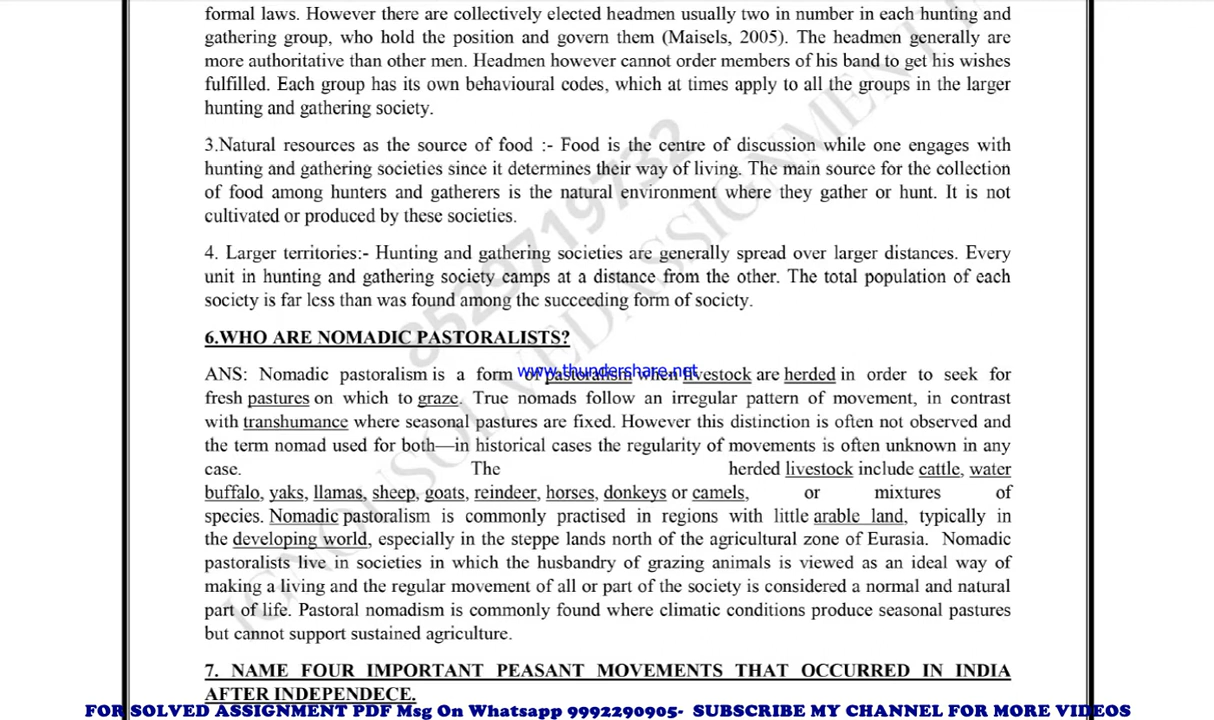 formal laws. However there are collectively elected headmen usually two in number in each hunting and
gathering group, who hold the position and govern them (Maisels, 2005). The headmen generally are
more authoritative than other men. Headmen however cannot order members of his band to get his wishes
fulfilled. Each group has its own behavioural codes, which at times apply to all the groups in the larger
hunting and gathering society.
3.Natural resources as the source of food :- Food is the centre of discussion while one engages with
hunting and gathering societies since it determines their way of living. The main source for the collection
of food among hunters and gatherers is the natural environment where they gather or hunt. It is not
cultivated or produced by these societies.
4. Larger territories:- Hunting and gathering societies are generally spread over larger distances. Every
unit in hunting and gathering society camps at a distance from the other. The total population of each
society is far less than was found among the succeeding form of society.
6.WHO ARE NOMADIC PASTORALISTS?
ANS: Nomadic pastoralism is a form of pastoralism when livestock are herded in order to seek for
www.thundershare.net
fresh pastures on which to graze. True nomads follow an irregular pattern of movement, in contrast
with transhumance where seasonal pastures are fixed. However this distinction is often not observed and
the term nomad used for both—in historical cases the regularity of movements is often unknown in any
case. The herded livestock include cattle, water
buffalo, yaks, llamas, sheep, goats, reindeer, horses, donkeys or camels, or mixtures of
species. Nomadic pastoralism is commonly practised in regions with little arable land, typically in
the developing world, especially in the steppe lands north of the agricultural zone of Eurasia. Nomadic
pastoralists live in societies in which the husbandry of grazing animals is viewed as an ideal way of
making a living and the regular movement of all or part of the society is considered a normal and natural
part of life. Pastoral nomadism is commonly found where climatic conditions produce seasonal pastures
but cannot support sustained agriculture.
7. NAME FOUR IMPORTANT PEASANT MOVEMENTS THAT OCCURRED IN INDIA
AFTER INDEPENDECE.
FOR SOLVED ASSIGNMENT PDF Msg On Whatsapp 9992290905- SUBSCRIBE MY CHANNEL FOR MORE VIDEOS
8529719732
IGNOUSOLVEDASSIGNMENT